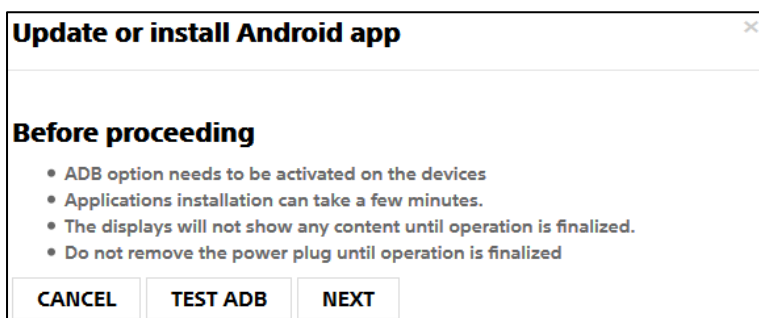 Update or install Android app
×
Before proceeding
• ADB option needs to be activated on the devices
• Applications installation can take a few minutes.
• The displays will not show any content until operation is finalized.
• Do not remove the power plug until operation is finalized
CANCEL TEST ADB NEXT